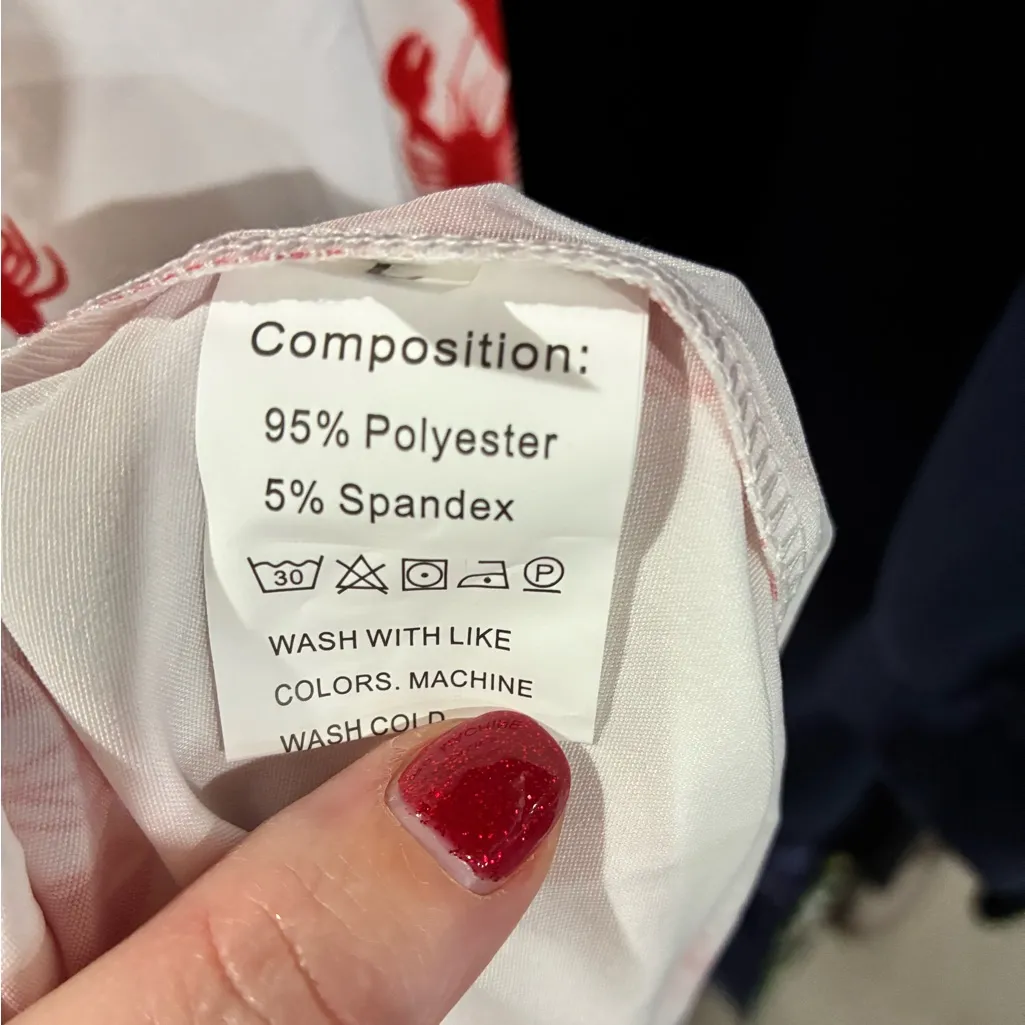 Composition:
95% Polyester
5% Spandex
30 P
WASH WITH LIKE
COLORS. MACHINE
WASH COLD